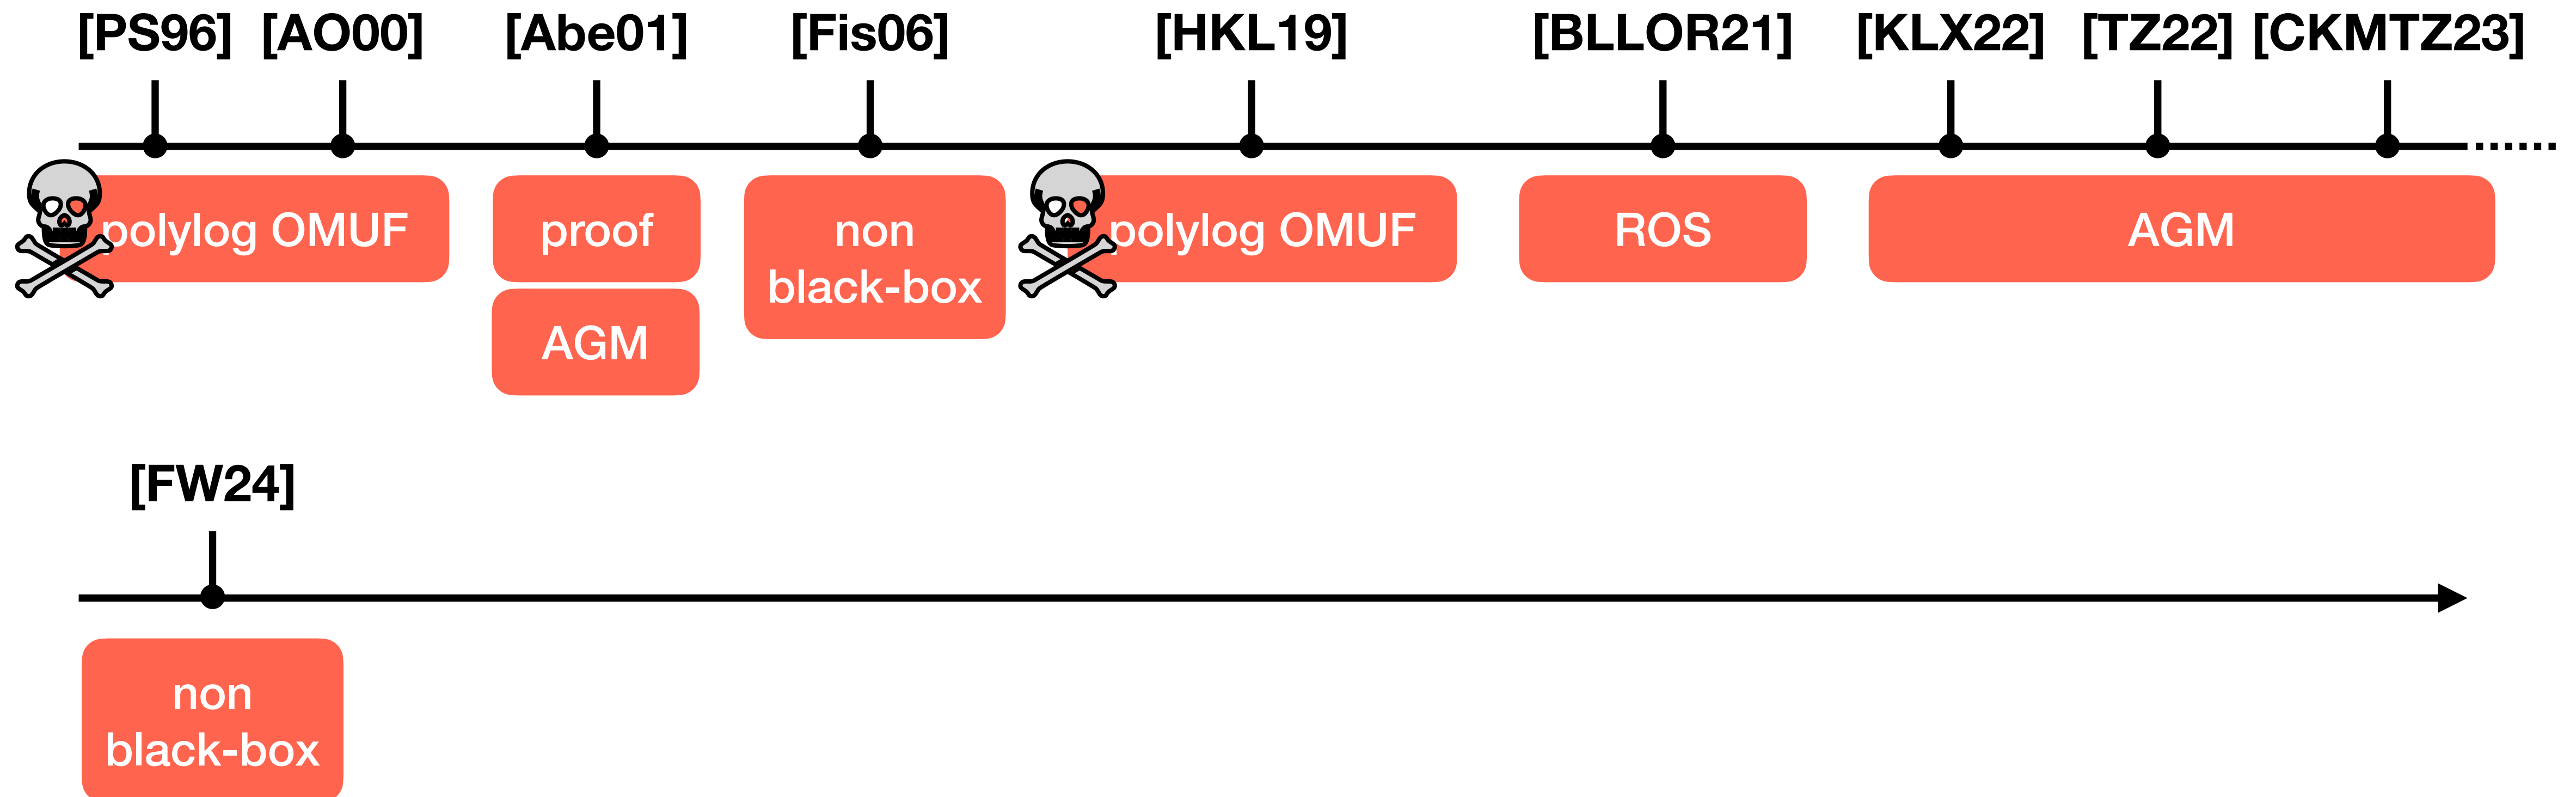 [PS96] [AO00] [Abe01] [Fis06] [HKL19] [BLLOR21] [KLX22] [TZ22] [CKMTZ23]
polylog OMUF
proof
AGM
non
black-box
polylog OMUF
ROS
AGM
[FW24]
non
black-box